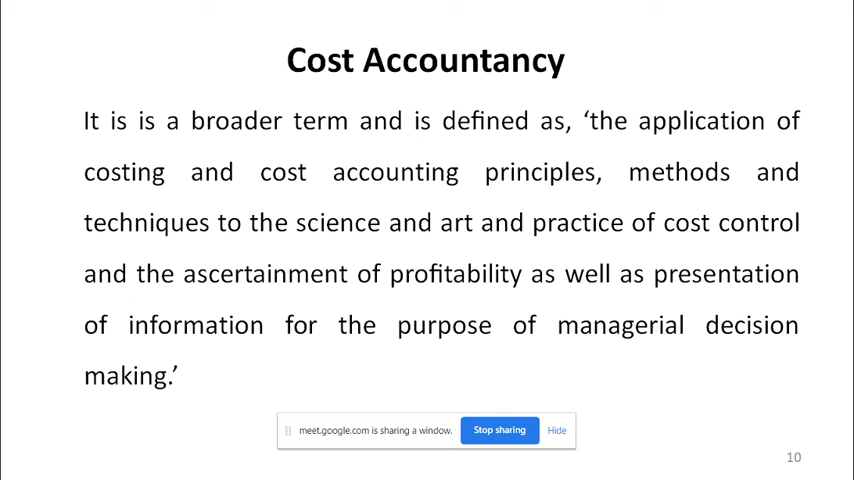 Cost Accountancy
It is is a broader term and is defined as, ‘the application of
costing and cost accounting principles, methods and
techniques to the science and art and practice of cost control
and the ascertainment of profitability as well as presentation
of information for the purpose of managerial decision
making.’
meet.google.com is sharing a window. Stop sharing Hide
10